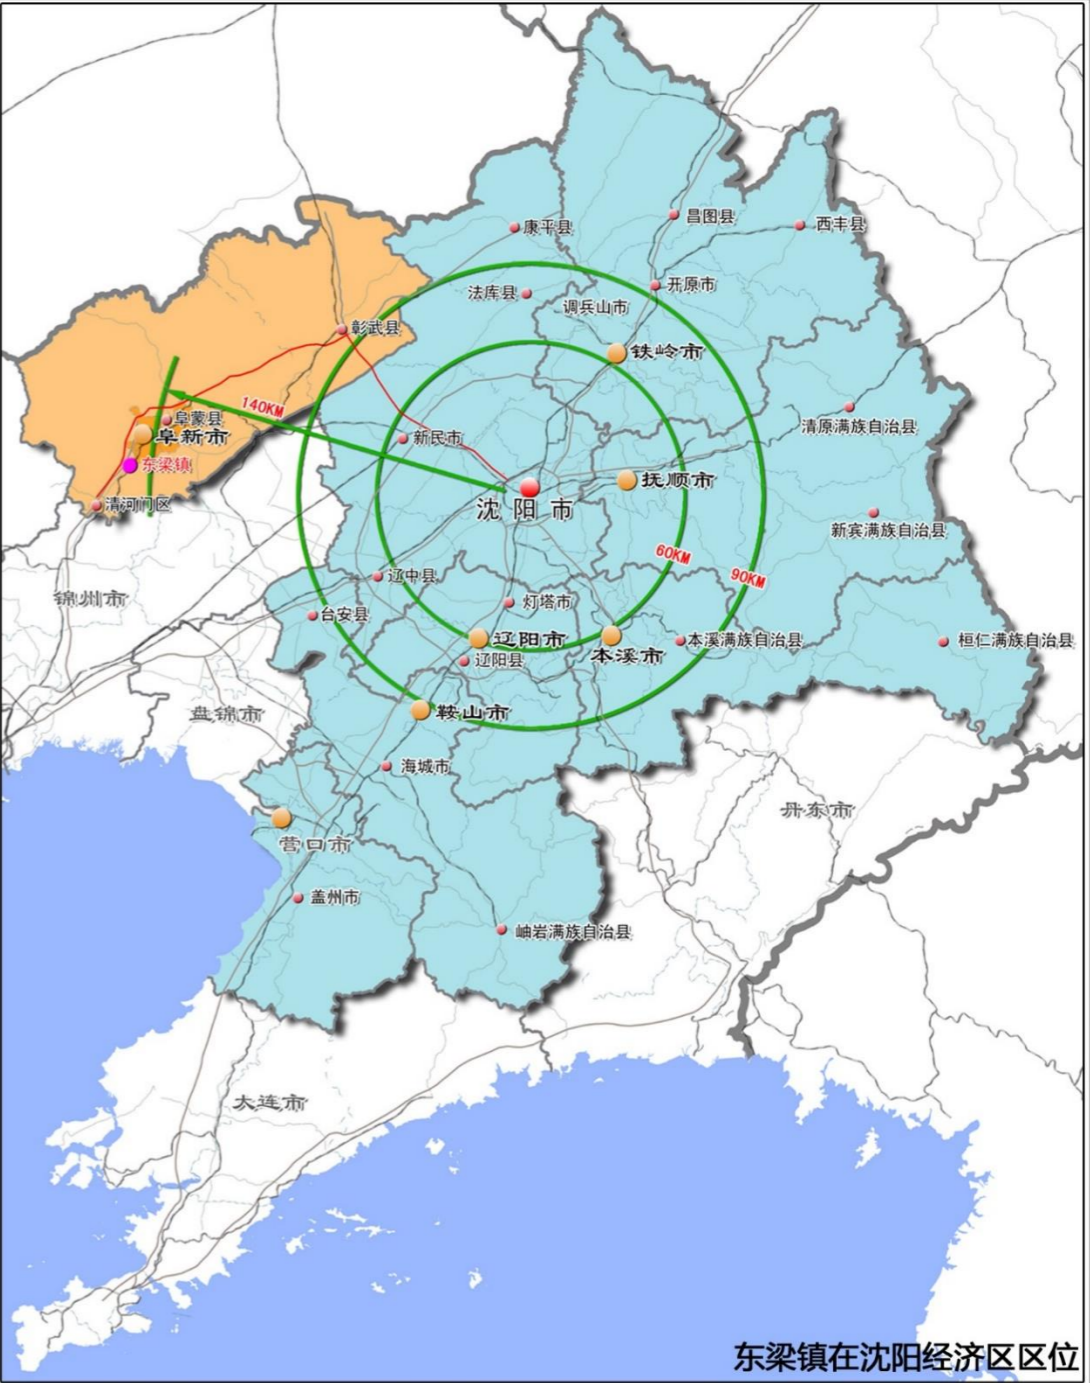 康平县
昌图县
西丰县
法库县
调兵山市
开原市
彰武县
铁岭市
140KM
阜蒙县
阜新市
东梁镇
清河门区
新民市
清原满族自治县
沈阳市
抚顺市
新宾满族自治县
60KM
90KM
锦州市
辽中县
台安县
灯塔市
辽阳市
辽阳县
本溪市
本溪满族自治县
桓仁满族自治县
盘锦市
鞍山市
海城市
营口市
丹东市
盖州市
岫岩满族自治县
大连市
东梁镇在沈阳经济区区位